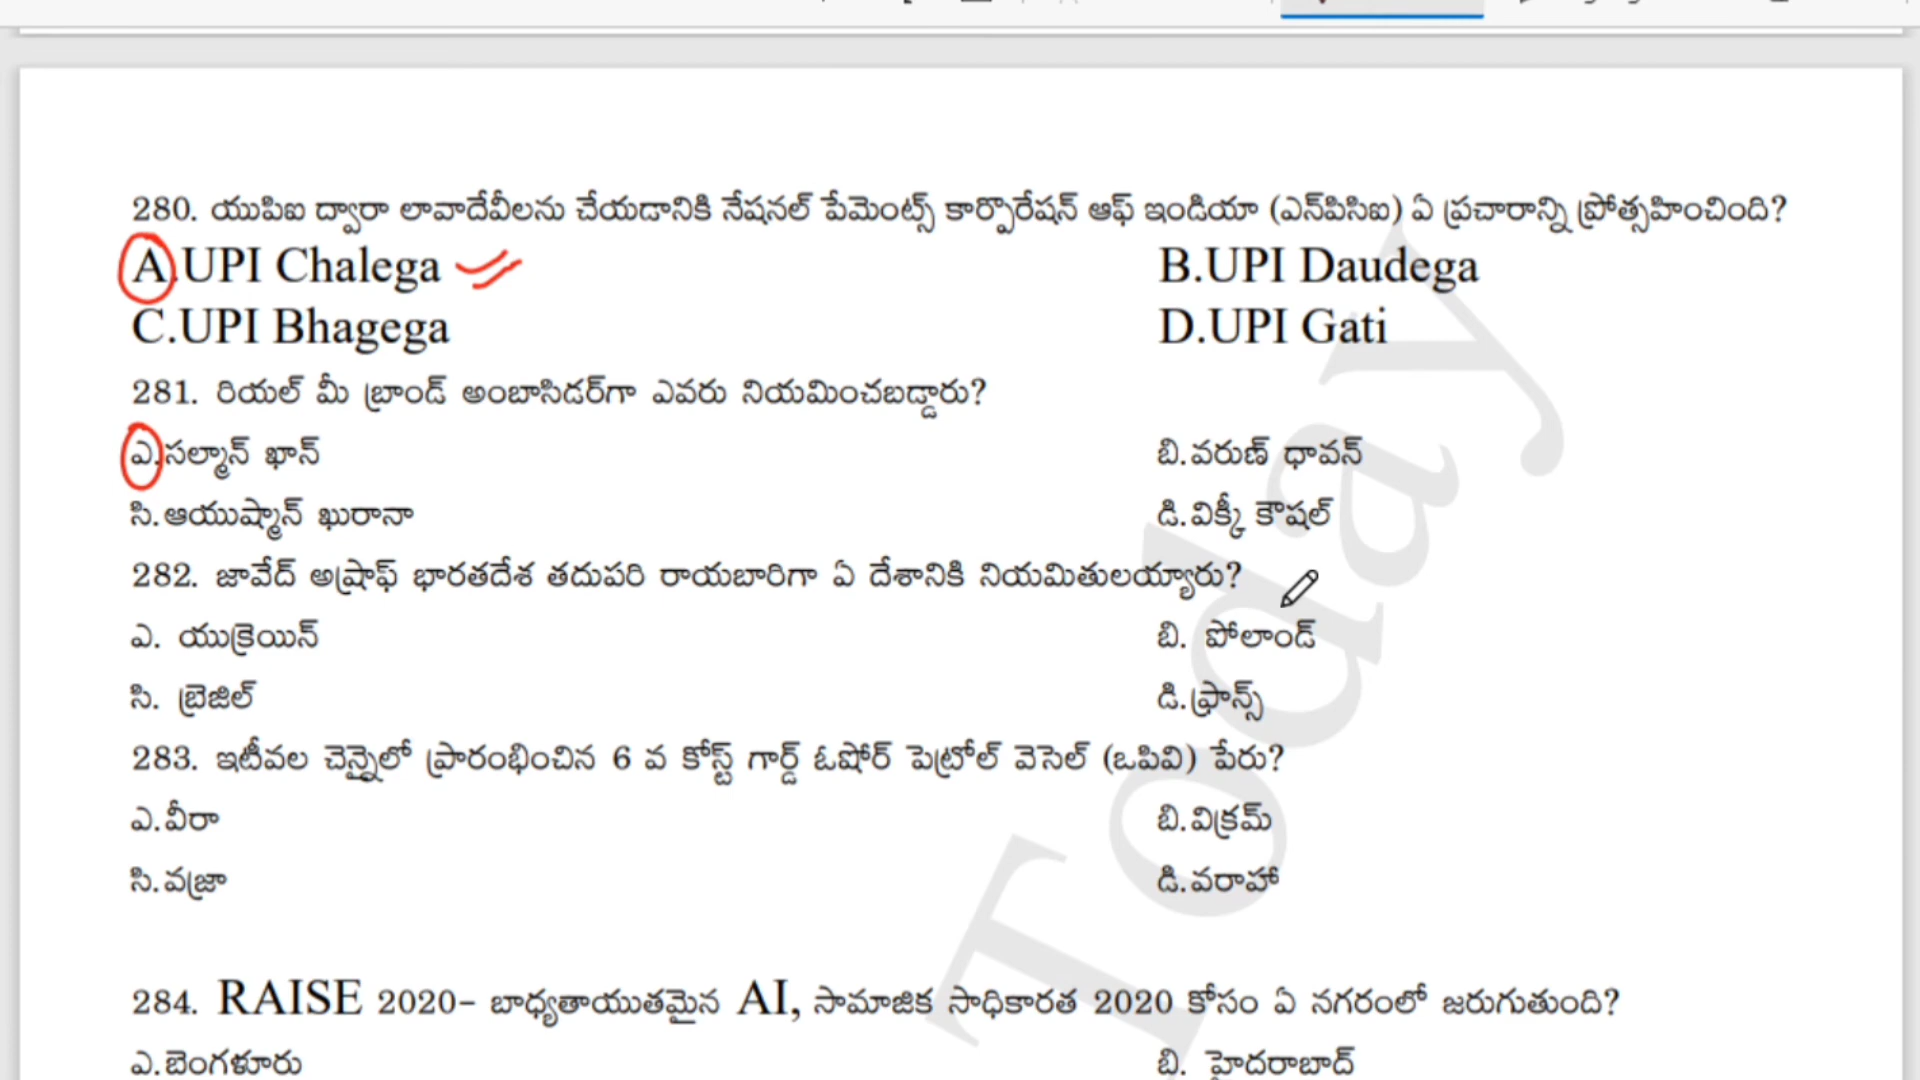 280. యుపిఐ ద్వారా లావాదేవీలను చేయడానికి నేషనల్ పేమెంట్స్ కార్పొరేషన్ ఆఫ్ ఇండియా (ఎన్‌పిసిఐ) ఏ ప్రచారాన్ని ప్రోత్సహించింది?
A.UPI Chalega B.UPI Daudega
C.UPI Bhagega D.UPI Gati
281. రియల్ మీ బ్రాండ్ అంబాసిడర్‌గా ఎవరు నియమించబడ్డారు?
ఎ.సల్మాన్ ఖాన్ బి.వరుణ్ ధావన్
సి.ఆయుష్మాన్ ఖురానా డి.విక్కీ కౌషల్
282. జావేద్ అష్రాఫ్ భారతదేశ తదుపరి రాయబారిగా ఏ దేశానికి నియమితులయ్యారు?
ఎ. యుక్రెయిన్ బి. పోలాండ్
సి. బ్రెజిల్ డి.ఫ్రాన్స్
283. ఇటీవల చెన్నైలో ప్రారంభించిన 6 వ కోస్ట్ గార్డ్ ఓషోర్ పెట్రోల్ వెసెల్ (ఒపివి) పేరు?
ఎ.వీరా బి.విక్రమ్
సి.వజ్రా డి.వరాహా
284. RAISE 2020- బాధ్యతాయుతమైన AI, సామాజిక సాధికారత 2020 కోసం ఏ నగరంలో జరుగుతుంది?
ఎ.బెంగళూరు బి. హైదరాబాద్
Today